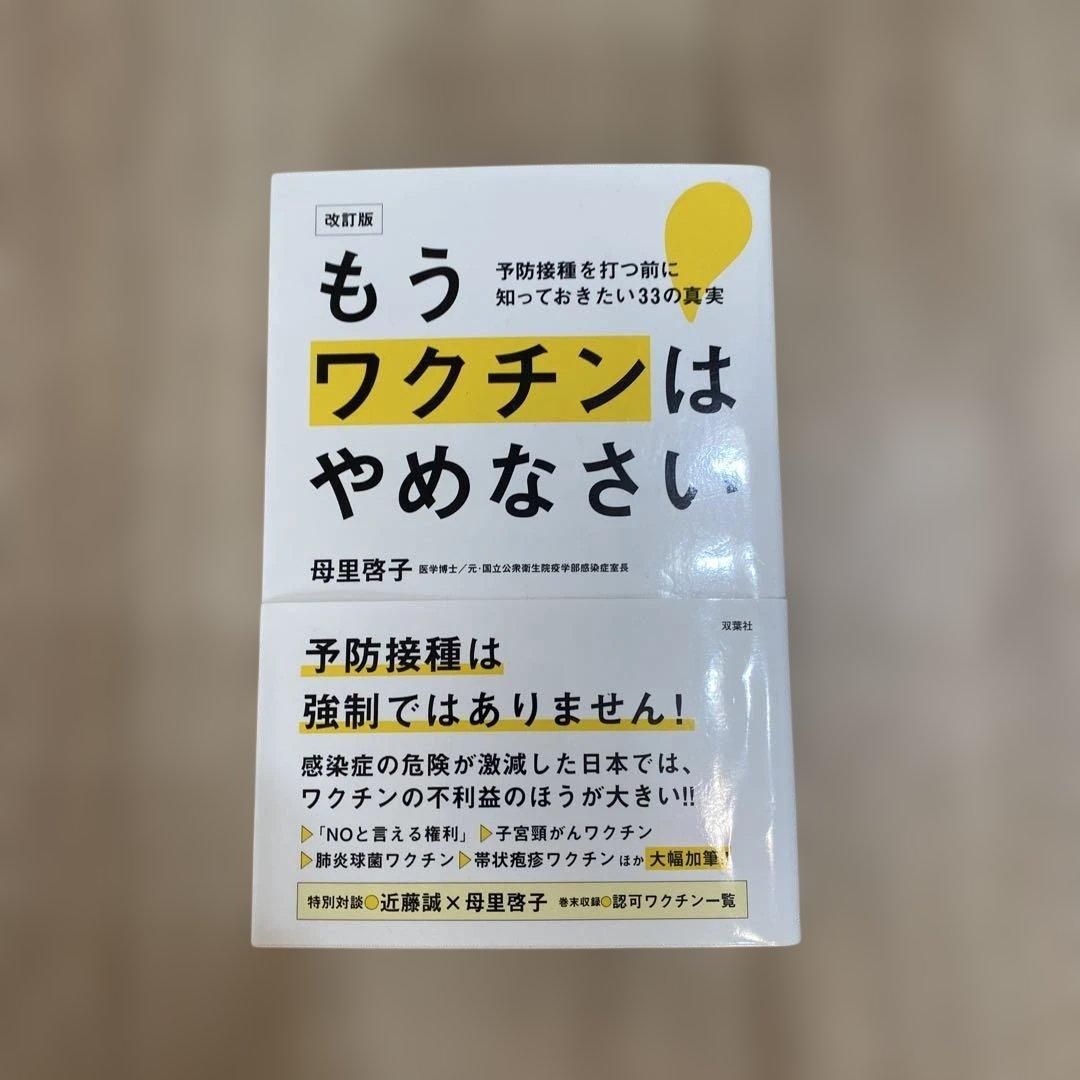 改訂版
もう
予防接種を打つ前に
知っておきたい33の真実
ワクチンは
やめなさい
母里啓子 医学博士／元・国立公衆衛生院疫学部感染症室長
双葉社
予防接種は
強制ではありません!
感染症の危険が激減した日本では、
ワクチンの不利益のほうが大きい!!
▷「NOと言える権利」▷子宮頸がんワクチン
▷肺炎球菌ワクチン▷帯状疱疹ワクチン ほか 大幅加筆!
特別対談●近藤誠×母里啓子 巻末収録●認可ワクチン一覧